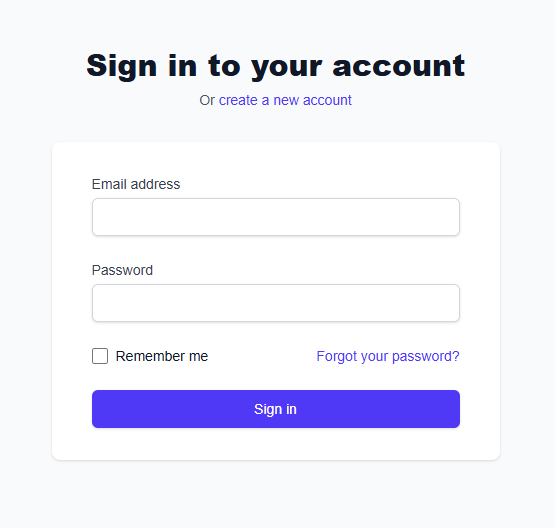 Sign in to your account
Or create a new account
Email address
Password
Remember me
Forgot your password?
Sign in